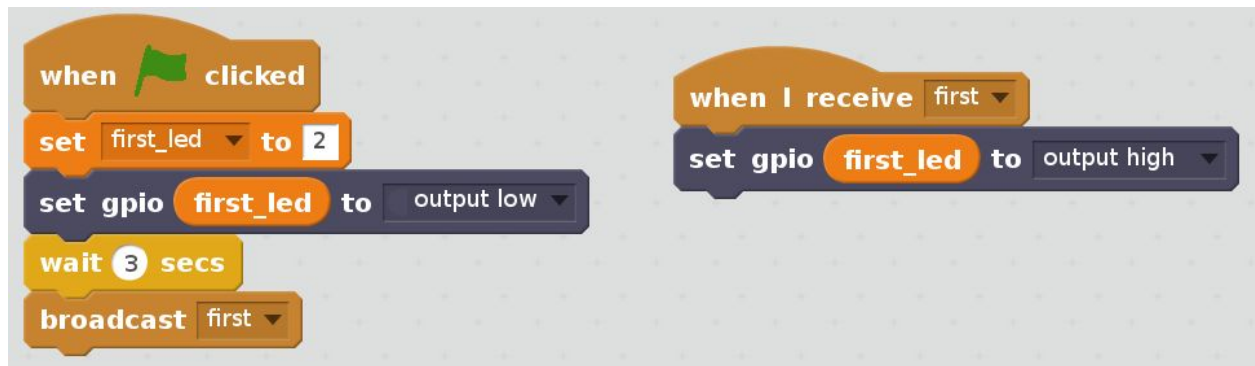 when clicked
set first_led to 2
set gpio first_led to output low
wait 3 secs
broadcast first
when I receive first
set gpio first_led to output high